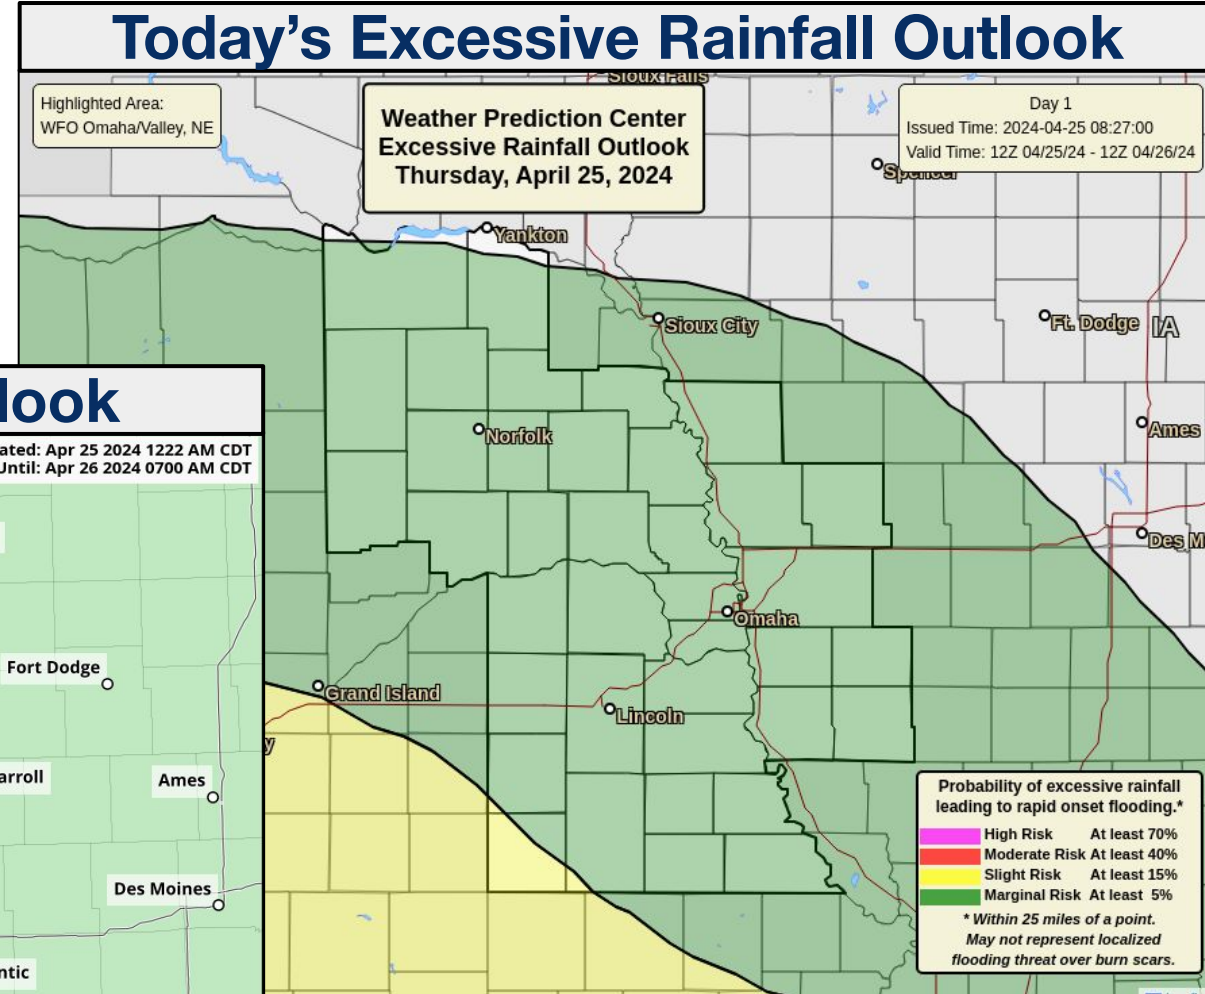 Today's Excessive Rainfall Outlook
Sioux Falls
Highlighted Area:
WFO Omaha/Valley, NE
Weather Prediction Center
Excessive Rainfall Outlook
Thursday, April 25, 2024
Day 1
Issued Time: 2024-04-25 08:27:00
Valid Time: 12Z 04/25/24 - 12Z 04/26/24
Spencer
Yankton
Sioux City
Ft. Dodge
IA
look
Ames
Norfolk
ated: Apr 25 2024 1222 AM CDT
Until: Apr 26 2024 0700 AM CDT
Des M
Omaha
Fort Dodge
Grand Island
Lincoln
y
arroll
Ames
Probability of excessive rainfall
leading to rapid onset flooding.*
High Risk At least 70%
Moderate Risk At least 40%
Slight Risk At least 15%
Marginal Risk At least 5%
* Within 25 miles of a point.
May not represent localized
flooding threat over burn scars.
Des Moines
ntic